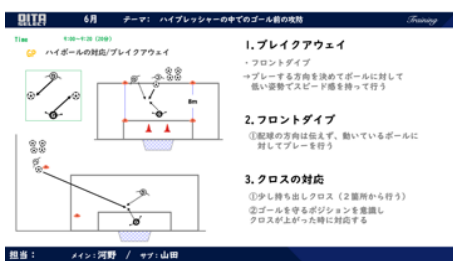 OITA
SELECT
6月
テーマ： ハイプレッシャーの中でのゴール前の攻防
Training
Time
9:00~9:20（20分）
ハイボールの対応/ブレイクアウェイ
8m
1.ブレイクアウェイ
・フロントダイブ
→プレーする方向を決めてボールに対して
低い姿勢でスピード感を持って行う
2.フロントダイブ
①配球の方向は伝えず、動いているボールに
対してプレーを行う
3.クロスの対応
①少し持ち出しクロス（２箇所から行う）
②ゴールを守るポジションを意識し
クロスが上がった時に対応する
担当：
メイン：河野 / サブ：山田